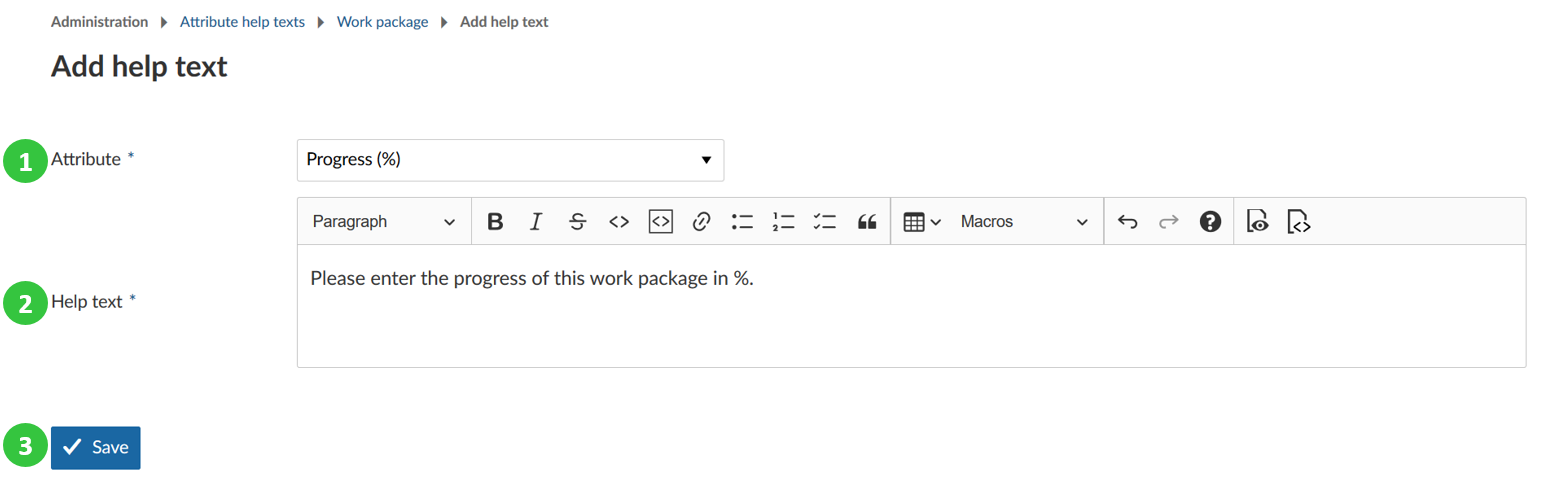 Administration Attribute help texts Work package Add help text
Add help text
1 Attribute * Progress (%)
Paragraph Macros
Please enter the progress of this work package in %.
2 Help text *
3 Save